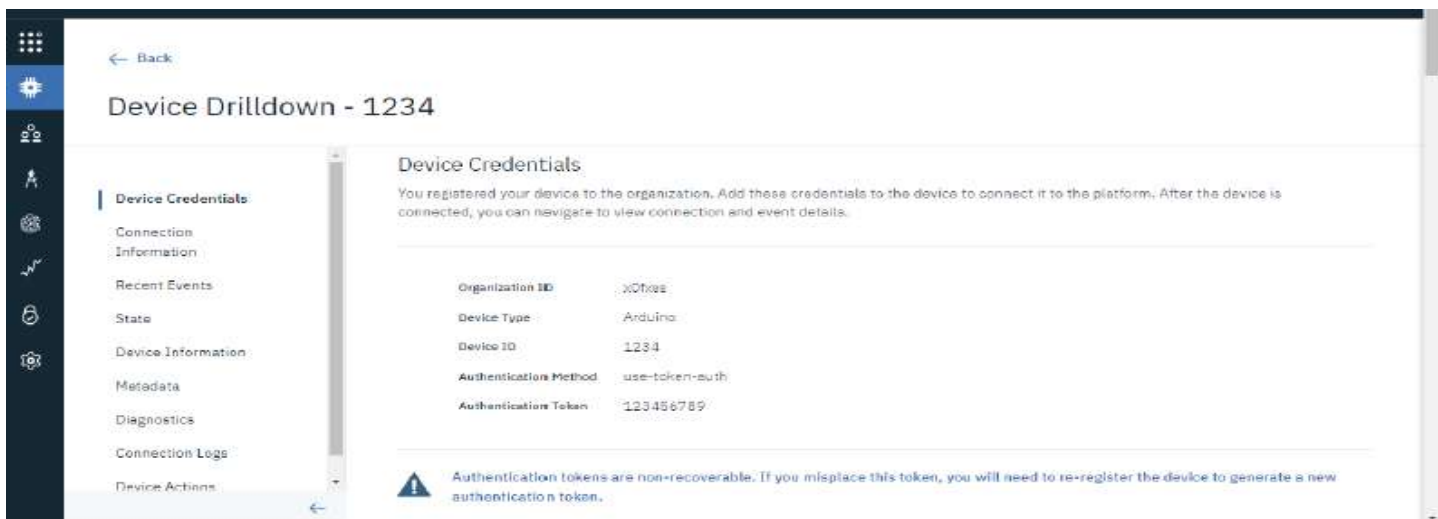 ← Back
Device Drilldown - 1234
Device Credentials
Connection
Information
Recent Events
State
Device Information
Metadata
Diagnostics
Connection Logs
Device Actions
Device Credentials
You registered your device to the organization. Add these credentials to the device to connect it to the platform. After the device is
connected, you can navigate to view connection and event details.
Organization ID
Device Type Arduino
Device ID 1234
Authentication Method use-token-auth
Authentication Token 123456789
Authentication tokens are non-recoverable. If you misplace this token, you will need to re-register the device to generate a new
authentication token.